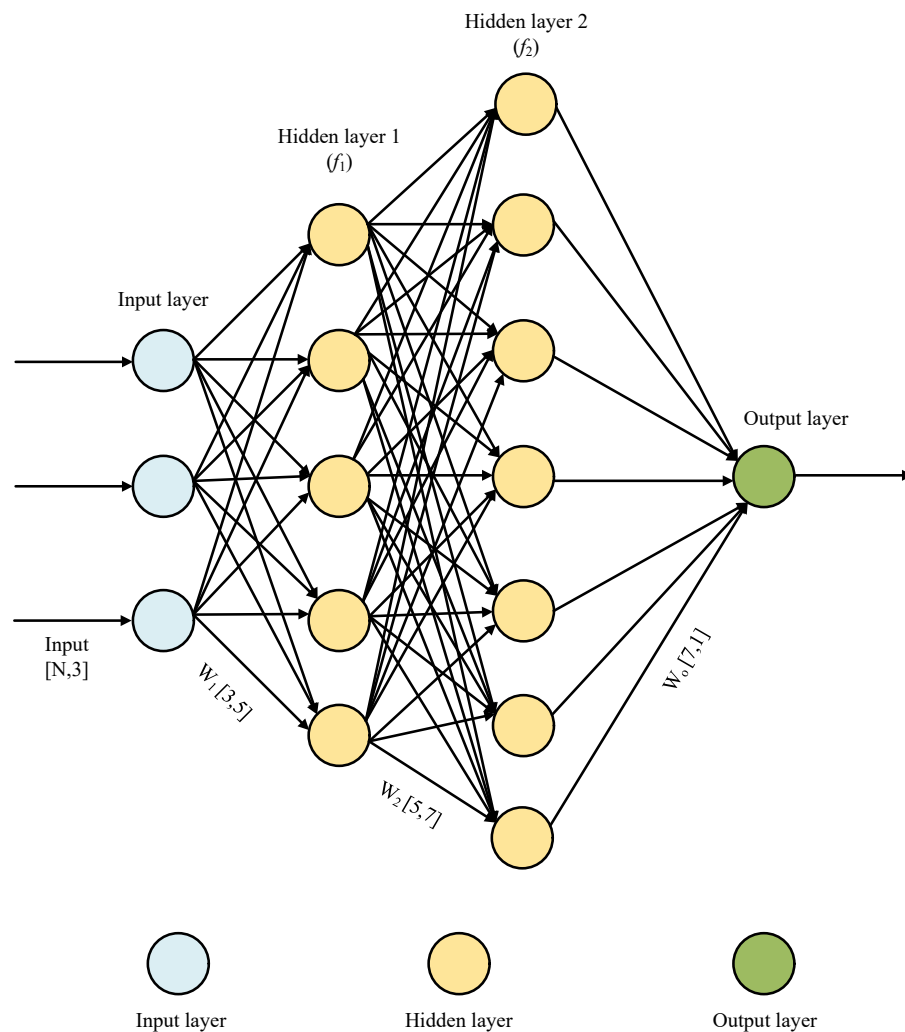 Hidden layer 2
(f₂)
Hidden layer 1
(f₁)
Input layer
Output layer
Input
[N,3]
W₁ [3,5]
W₂ [5,7]
Wₒ [7,1]
Input layer
Hidden layer
Output layer